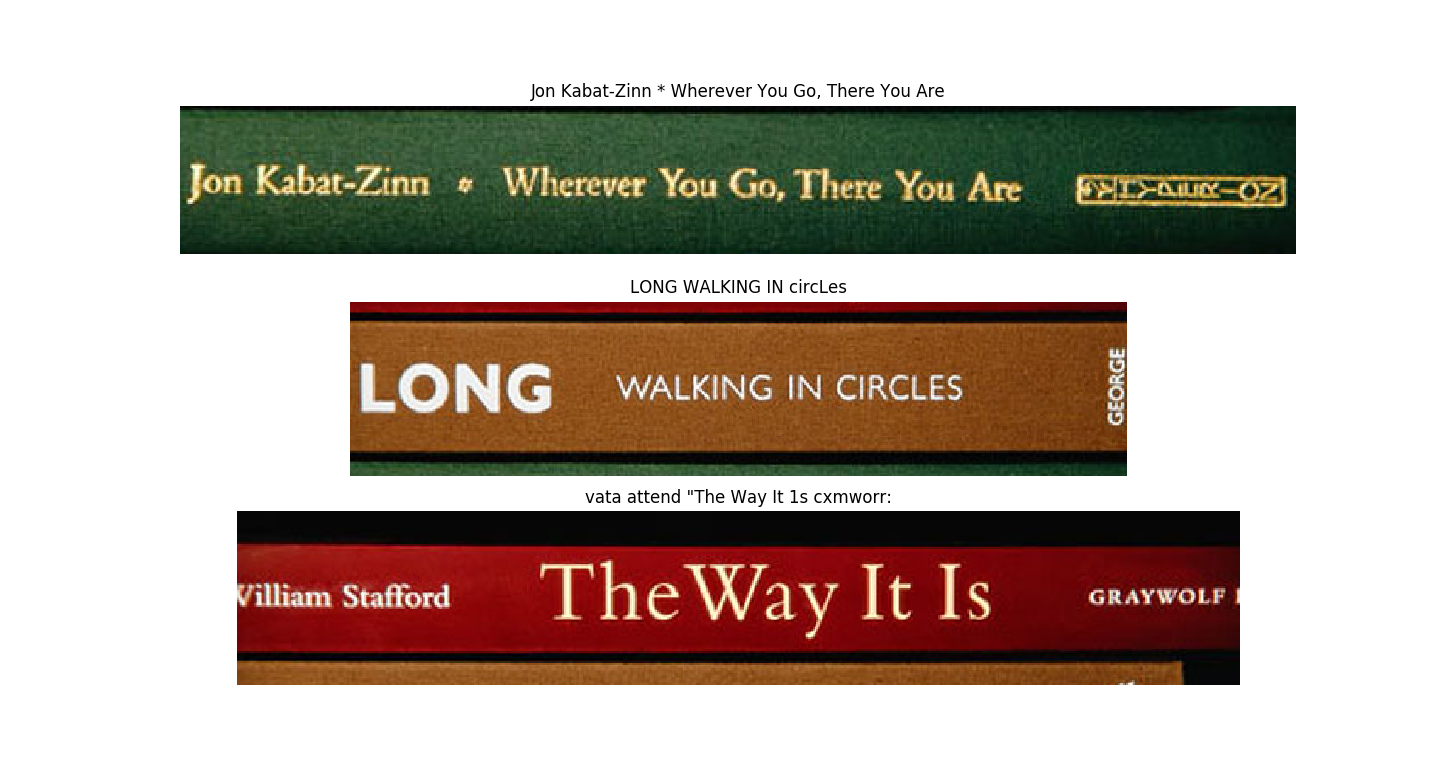 Jon Kabat-Zinn * Wherever You Go, There You Are
Jon Kabat-Zinn * Wherever You Go, There You Are HYPERION
LONG WALKING IN circLes
LONG WALKING IN CIRCLES GEORGE
vata attend "The Way It 1s cxmworr:
William Stafford The Way It Is GRAYWOLF